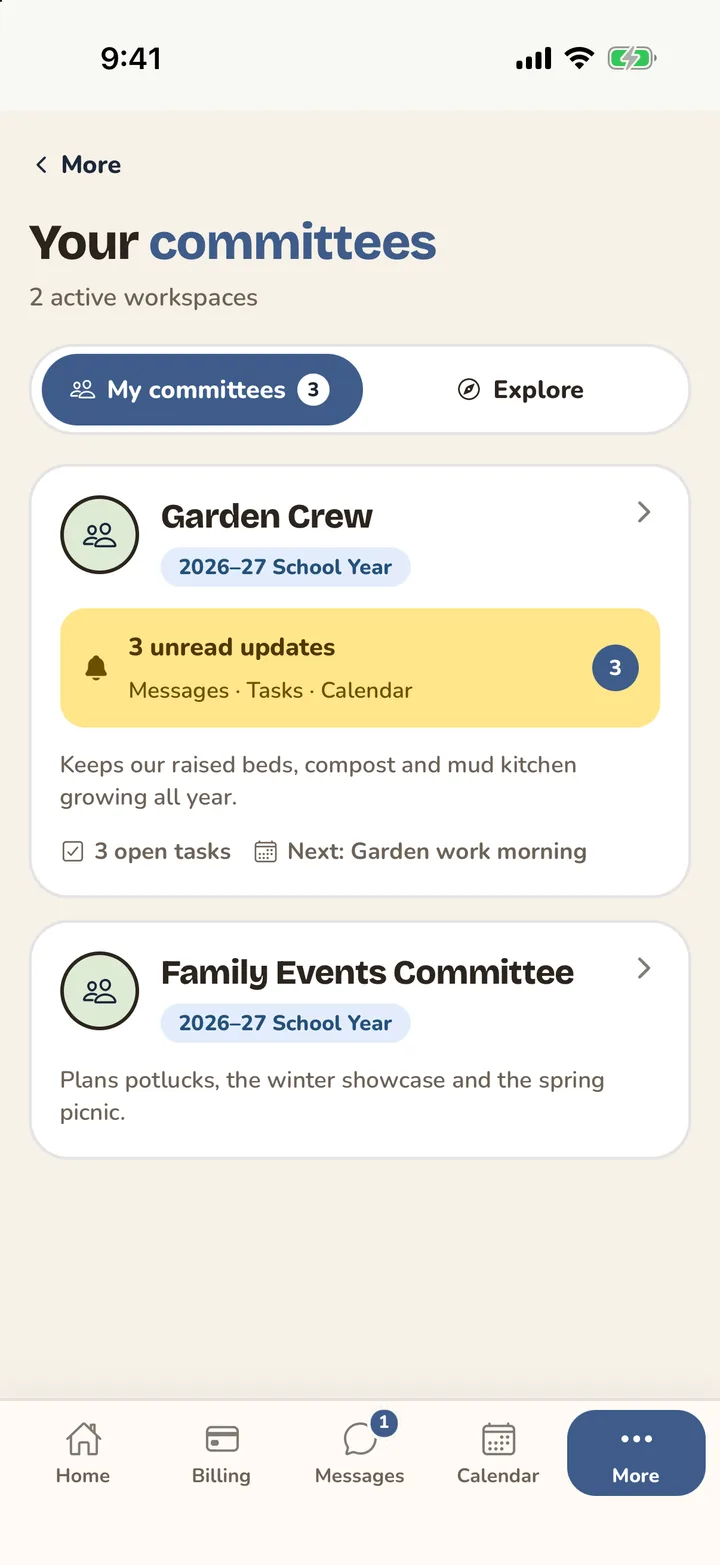 9:41
More
Your committees
2 active workspaces
My committees 3
Explore
Garden Crew
2026–27 School Year
3 unread updates
Messages · Tasks · Calendar
3
Keeps our raised beds, compost and mud kitchen
growing all year.
3 open tasks
Next: Garden work morning
Family Events Committee
2026–27 School Year
Plans potlucks, the winter showcase and the spring
picnic.
Home
Billing
1
Messages
Calendar
More